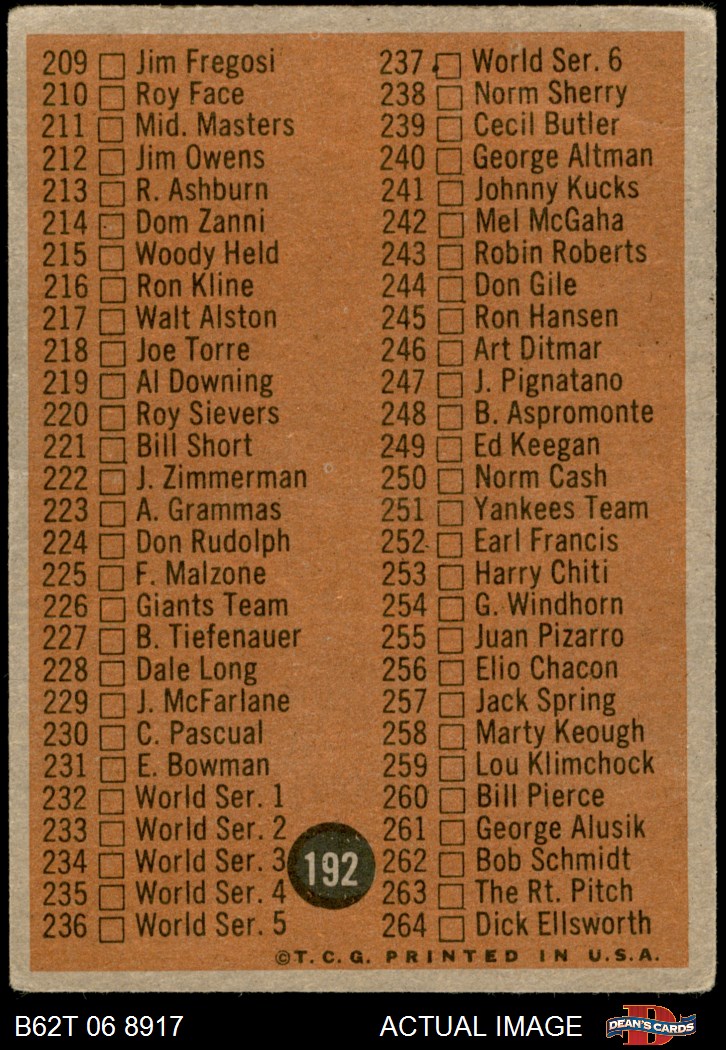 209 Jim Fregosi
210 Roy Face
211 Mid. Masters
212 Jim Owens
213 R. Ashburn
214 Dom Zanni
215 Woody Held
216 Ron Kline
217 Walt Alston
218 Joe Torre
219 Al Downing
220 Roy Sievers
221 Bill Short
222 J. Zimmerman
223 A. Grammas
224 Don Rudolph
225 F. Malzone
226 Giants Team
227 B. Tiefenauer
228 Dale Long
229 J. McFarlane
230 C. Pascual
231 E. Bowman
232 World Ser. 1
233 World Ser. 2
234 World Ser. 3
235 World Ser. 4
236 World Ser. 5
237 World Ser. 6
238 Norm Sherry
239 Cecil Butler
240 George Altman
241 Johnny Kucks
242 Mel McGaha
243 Robin Roberts
244 Don Gile
245 Ron Hansen
246 Art Ditmar
247 J. Pignatano
248 B. Aspromonte
249 Ed Keegan
250 Norm Cash
251 Yankees Team
252 Earl Francis
253 Harry Chiti
254 G. Windhorn
255 Juan Pizarro
256 Elio Chacon
257 Jack Spring
258 Marty Keough
259 Lou Klimchock
260 Bill Pierce
261 George Alusik
262 Bob Schmidt
263 The Rt. Pitch
264 Dick Ellsworth
192
©T. C. G. PRINTED IN U.S.A.
B62T 06 8917
ACTUAL IMAGE
D
DEAN'S CARDS